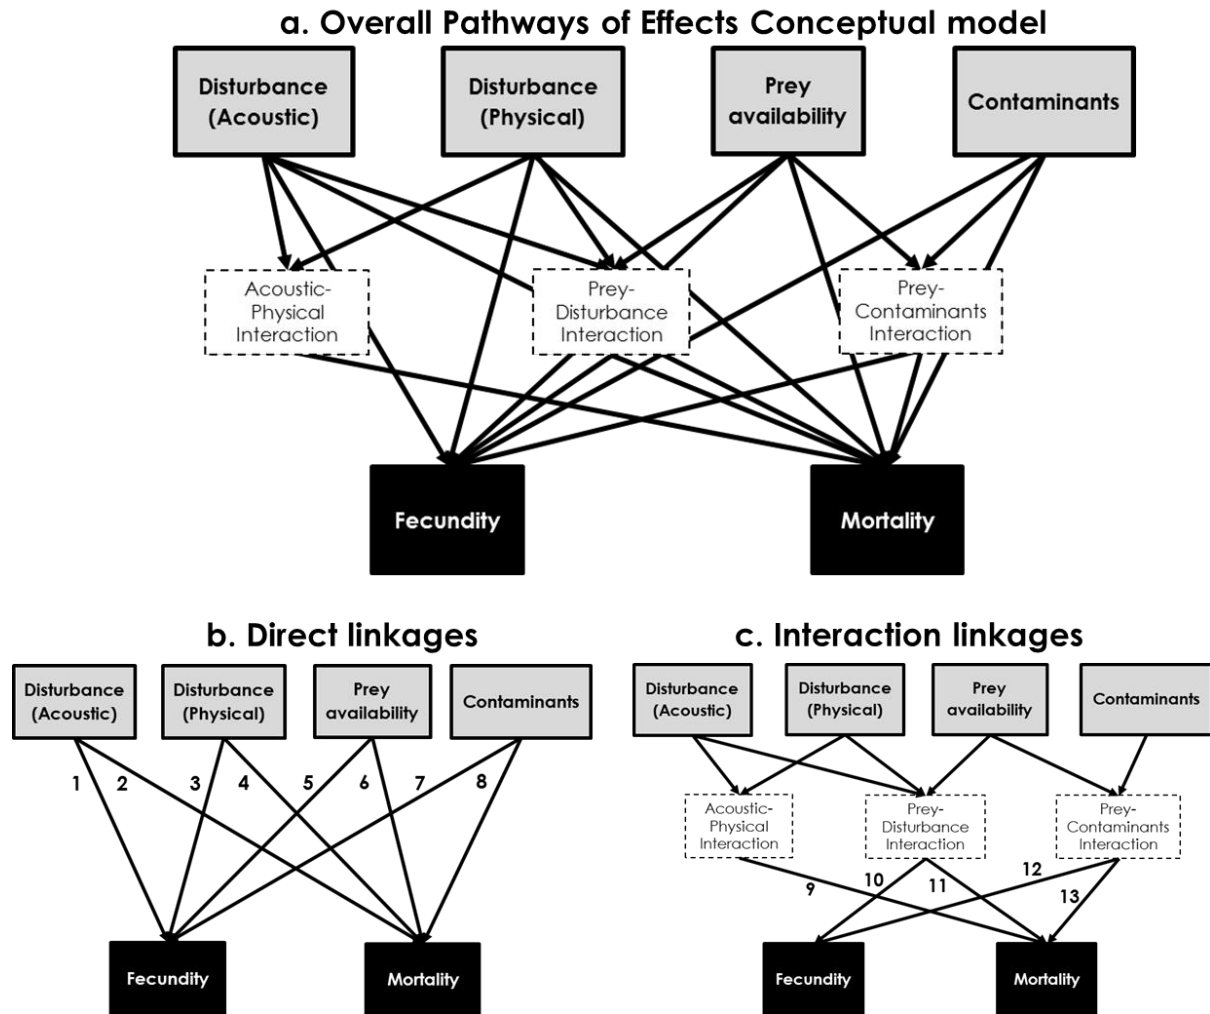 a. Overall Pathways of Effects Conceptual model
Disturbance
(Acoustic)
Disturbance
(Physical)
Prey
availability
Contaminants
Acoustic-
Physical
Interaction
Prey-
Disturbance
Interaction
Prey-
Contaminants
Interaction
Fecundity
Mortality
b. Direct linkages
Disturbance
(Acoustic)
Disturbance
(Physical)
Prey
availability
Contaminants
1
2
3
4
5
6
7
8
Fecundity
Mortality
c. Interaction linkages
Disturbance
(Acoustic)
Disturbance
(Physical)
Prey
availability
Contaminants
Acoustic-
Physical
Interaction
Prey-
Disturbance
Interaction
Prey-
Contaminants
Interaction
9
10
11
12
13
Fecundity
Mortality